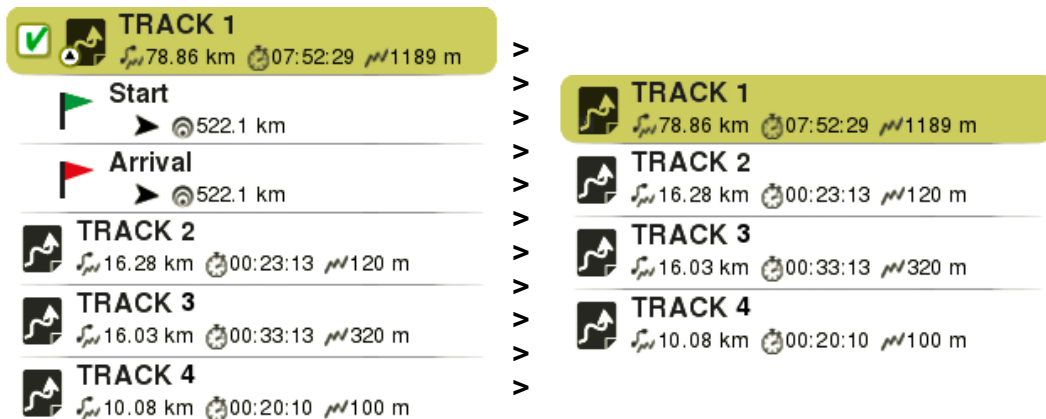 TRACK 1
78.86 km 07:52:29 1189 m
Start
522.1 km
Arrival
522.1 km
TRACK 2
16.28 km 00:23:13 120 m
TRACK 3
16.03 km 00:33:13 320 m
TRACK 4
10.08 km 00:20:10 100 m
>
>
>
>
>
>
>
>
>
>
>
TRACK 1
78.86 km 07:52:29 1189 m
TRACK 2
16.28 km 00:23:13 120 m
TRACK 3
16.03 km 00:33:13 320 m
TRACK 4
10.08 km 00:20:10 100 m